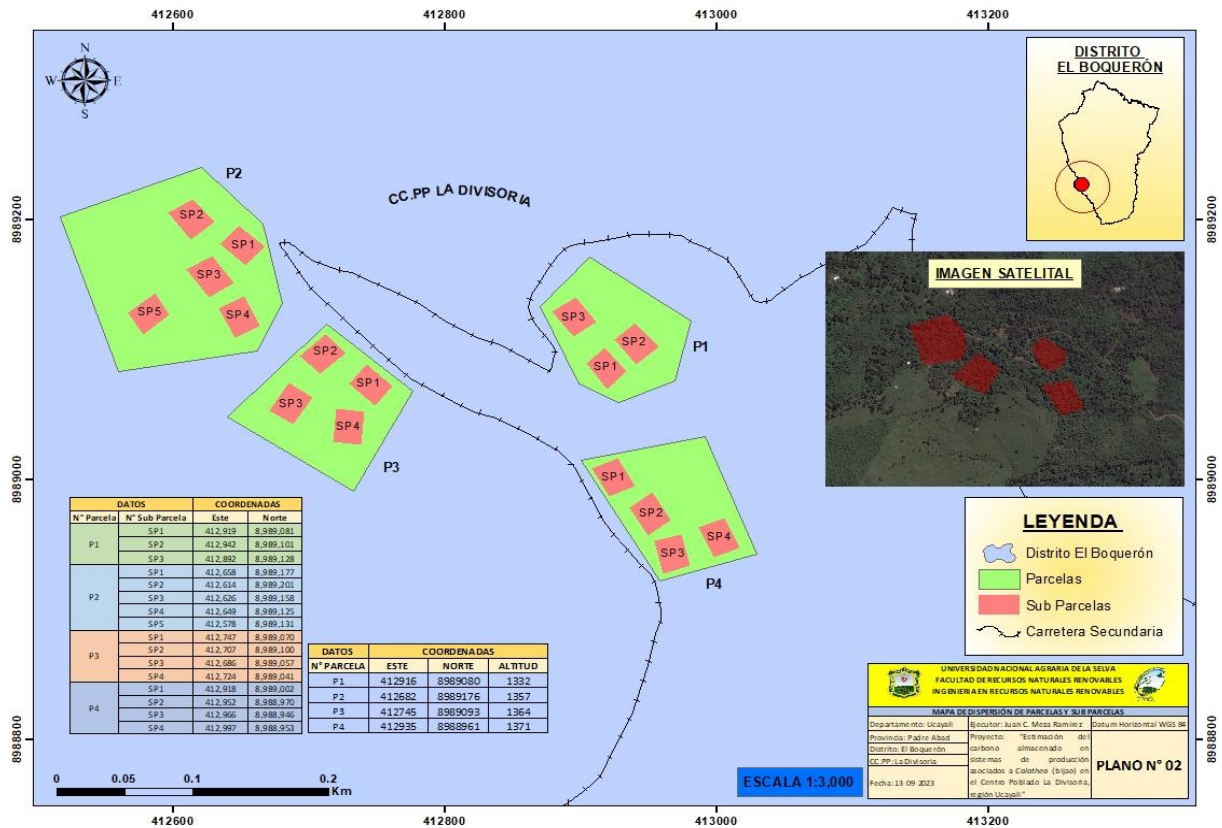 412600 412800 413000 413200
8989200 8989200
8989000 8989000
8988800 8988800
N
W E
S
DISTRITO
EL BOQUERÓN
CC.PP LA DIVISORIA
P2
SP2
SP1
SP3
SP5
SP4
P1
SP3
SP2
SP1
P3
SP2
SP1
SP3
SP4
P4
SP1
SP2
SP3
SP4
IMAGEN SATELITAL
LEYENDA
Distrito El Boquerón
Parcelas
Sub Parcelas
Carretera Secundaria
DATOS COORDENADAS
N° Parcela N° Sub Parcela Este Norte
P1 SP1 412,919 8,989,081
SP2 412,942 8,989,101
SP3 412,892 8,989,128
P2 SP1 412,658 8,989,177
SP2 412,614 8,989,201
SP3 412,626 8,989,158
SP4 412,649 8,989,125
SP5 412,578 8,989,131
P3 SP1 412,747 8,989,070
SP2 412,707 8,989,100
SP3 412,686 8,989,057
SP4 412,724 8,989,041
P4 SP1 412,918 8,989,002
SP2 412,952 8,988,970
SP3 412,966 8,988,946
SP4 412,997 8,988,953
DATOS COORDENADAS
N° PARCELA ESTE NORTE ALTITUD
P1 412916 8989080 1332
P2 412682 8989176 1357
P3 412745 8989093 1364
P4 412935 8988961 1371
0 0.05 0.1 0.2
Km
ESCALA 1:3,000
UNIVERSIDAD NACIONAL AGRARIA DE LA SELVA
FACULTAD DE RECURSOS NATURALES RENOVABLES
INGENIERIA EN RECURSOS NATURALES RENOVABLES
MAPA DE DISPERSIÓN DE PARCELAS Y SUB PARCELAS
Departamento: Ucayali
Provincia: Padre Abad
Distrito: El Boquerón
CC.PP: La Divisoria
Fecha: 13-09-2023
Ejecutor: Juan C. Meza Ramirez
Proyecto: "Estimación del
carbono almacenado en
sistemas de producción
asociados a Calathea (bijao) en
el Centro Poblado La Divisoria,
región Ucayali"
Datum Horizontal WGS 84
PLANO N° 02
412600 412800 413000 413200